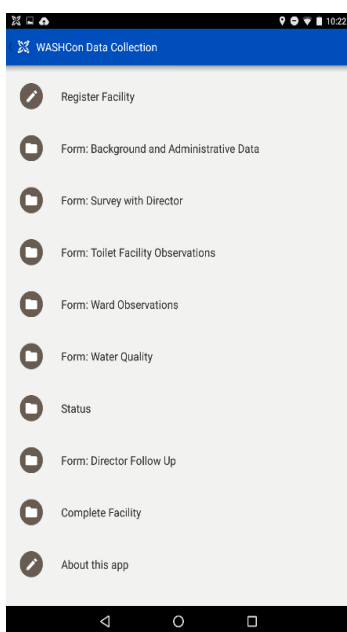 10:22
WASHCon Data Collection
Register Facility
Form: Background and Administrative Data
Form: Survey with Director
Form: Toilet Facility Observations
Form: Ward Observations
Form: Water Quality
Status
Form: Director Follow Up
Complete Facility
About this app